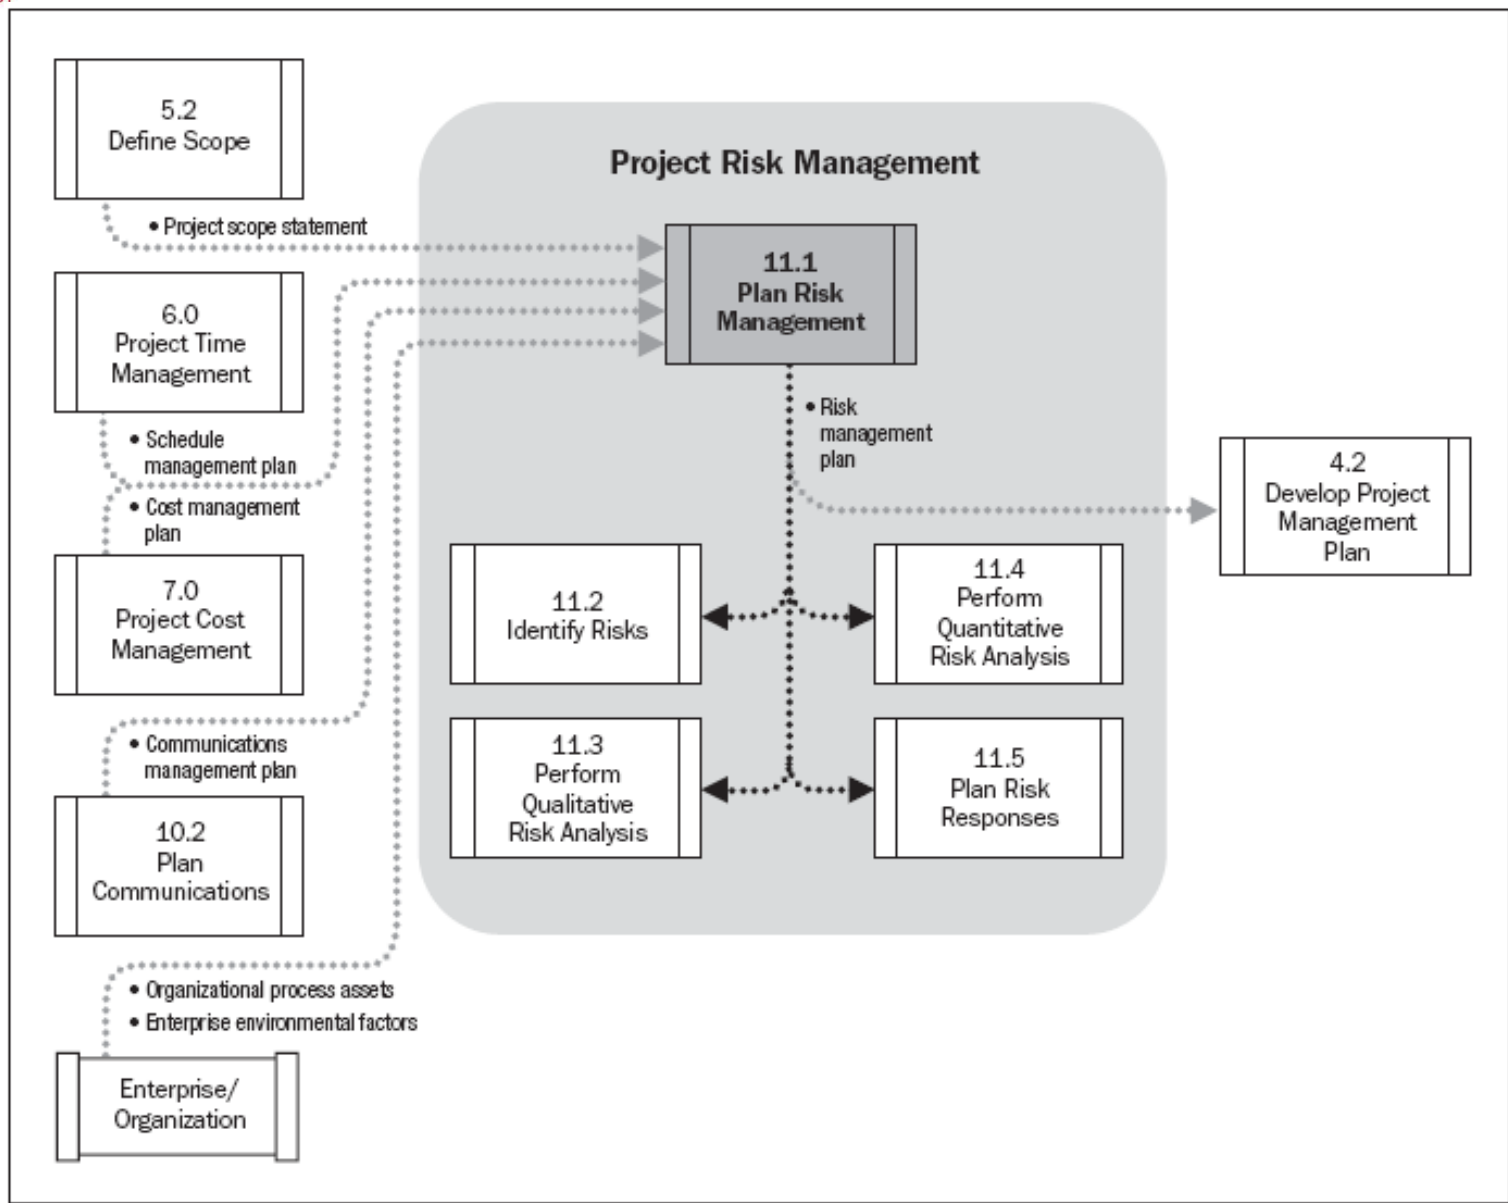 5.2
Define Scope
• Project scope statement
6.0
Project Time
Management
• Schedule
management plan
• Cost management
plan
7.0
Project Cost
Management
• Communications
management plan
10.2
Plan
Communications
• Organizational process assets
• Enterprise environmental factors
Enterprise/
Organization
Project Risk Management
11.1
Plan Risk
Management
• Risk
management
plan
11.2
Identify Risks
11.4
Perform
Quantitative
Risk Analysis
11.3
Perform
Qualitative
Risk Analysis
11.5
Plan Risk
Responses
4.2
Develop Project
Management
Plan